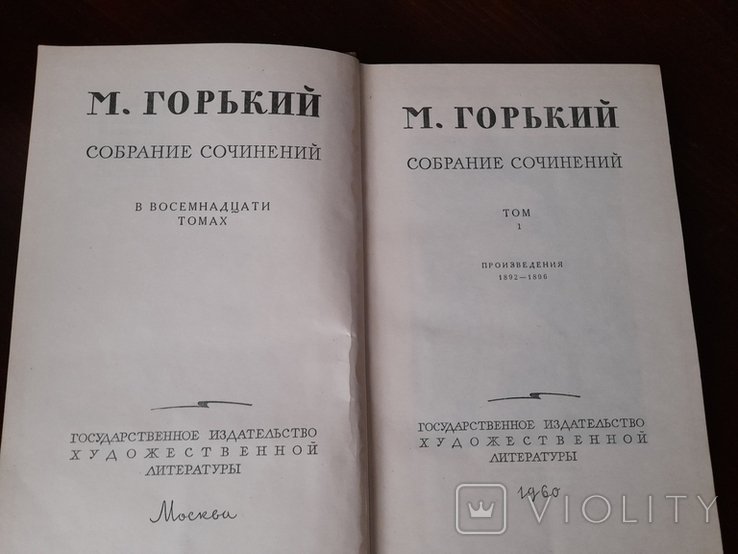 М. ГОРЬКИЙ
СОБРАНИЕ СОЧИНЕНИЙ
В ВОСЕМНАДЦАТИ
ТОМАХ
ГОСУДАРСТВЕННОЕ ИЗДАТЕЛЬСТВО
ХУДОЖЕСТВЕННОЙ
ЛИТЕРАТУРЫ
Москва
М. ГОРЬКИЙ
СОБРАНИЕ СОЧИНЕНИЙ
ТОМ
1
ПРОИЗВЕДЕНИЯ
1892—1896
ГОСУДАРСТВЕННОЕ ИЗДАТЕЛЬСТВО
ХУДОЖЕСТВЕННОЙ
ЛИТЕРАТУРЫ
1960
VIOLITY